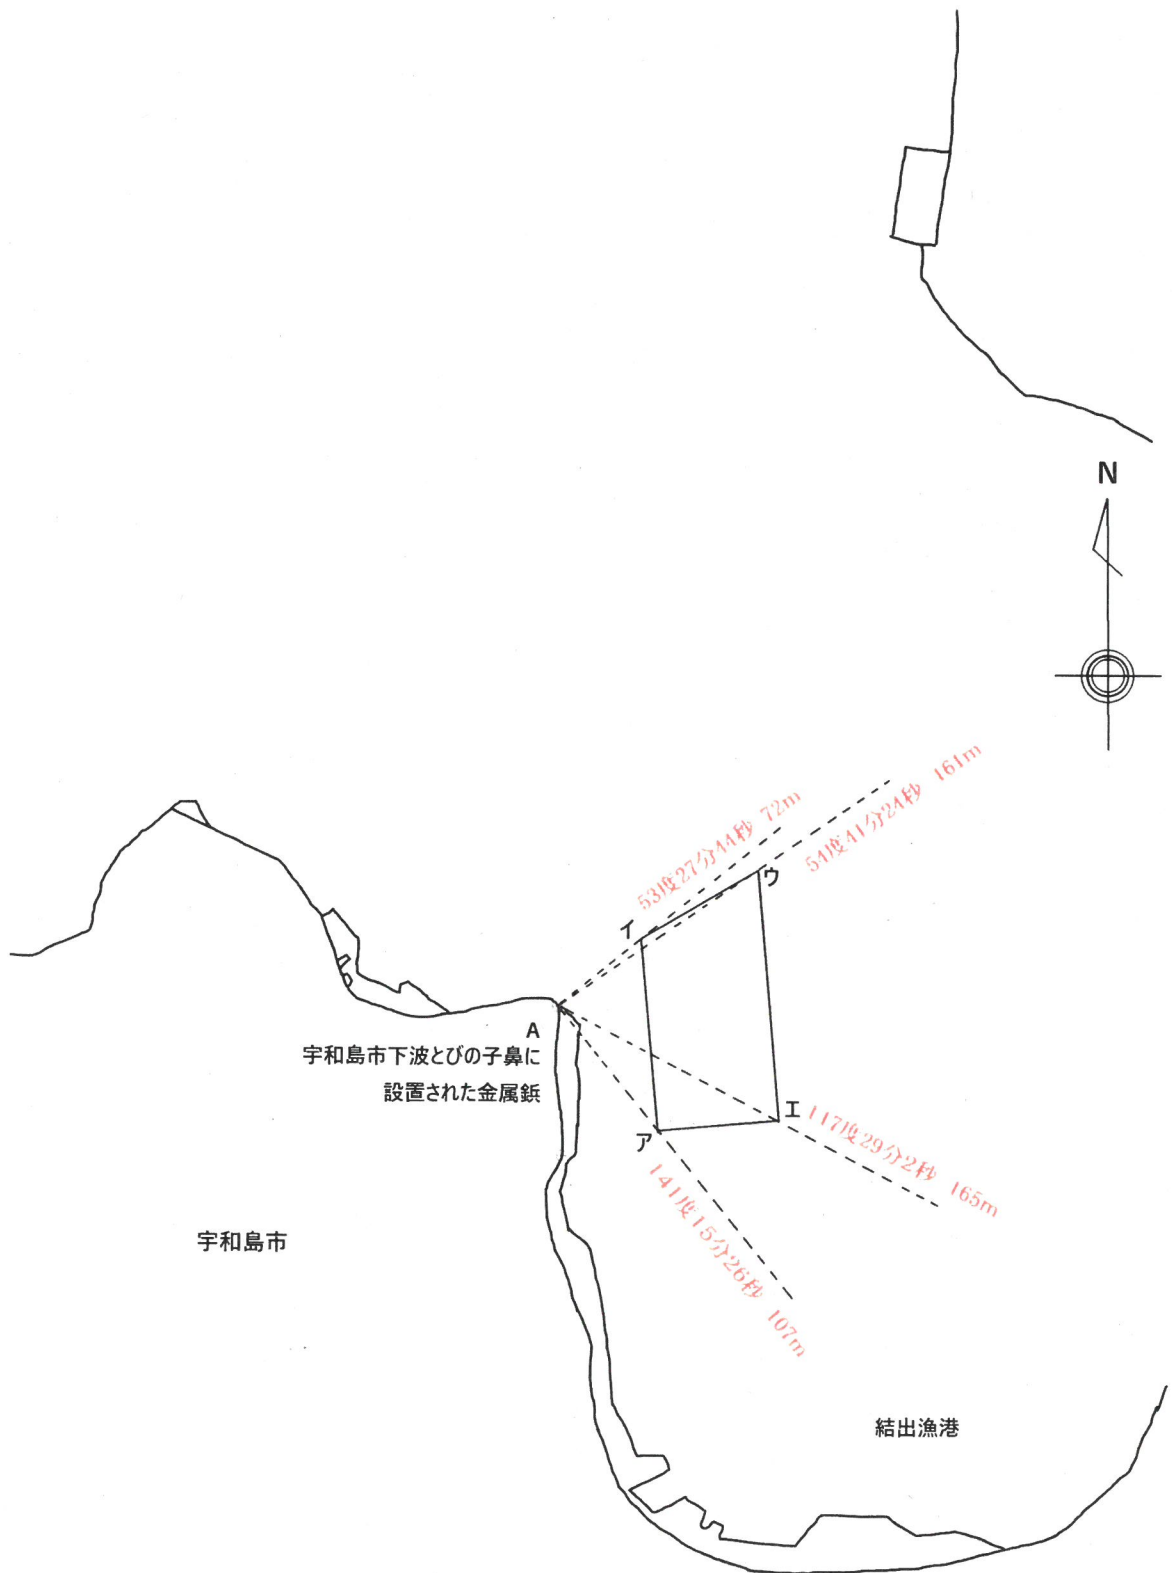 N
53度27分44秒 72m
54度41分24秒 161m
イ
ウ
A
宇和島市下波とびの子鼻に
設置された金属鋲
ア
エ
117度29分2秒 165m
141度15分26秒 107m
宇和島市
結出漁港